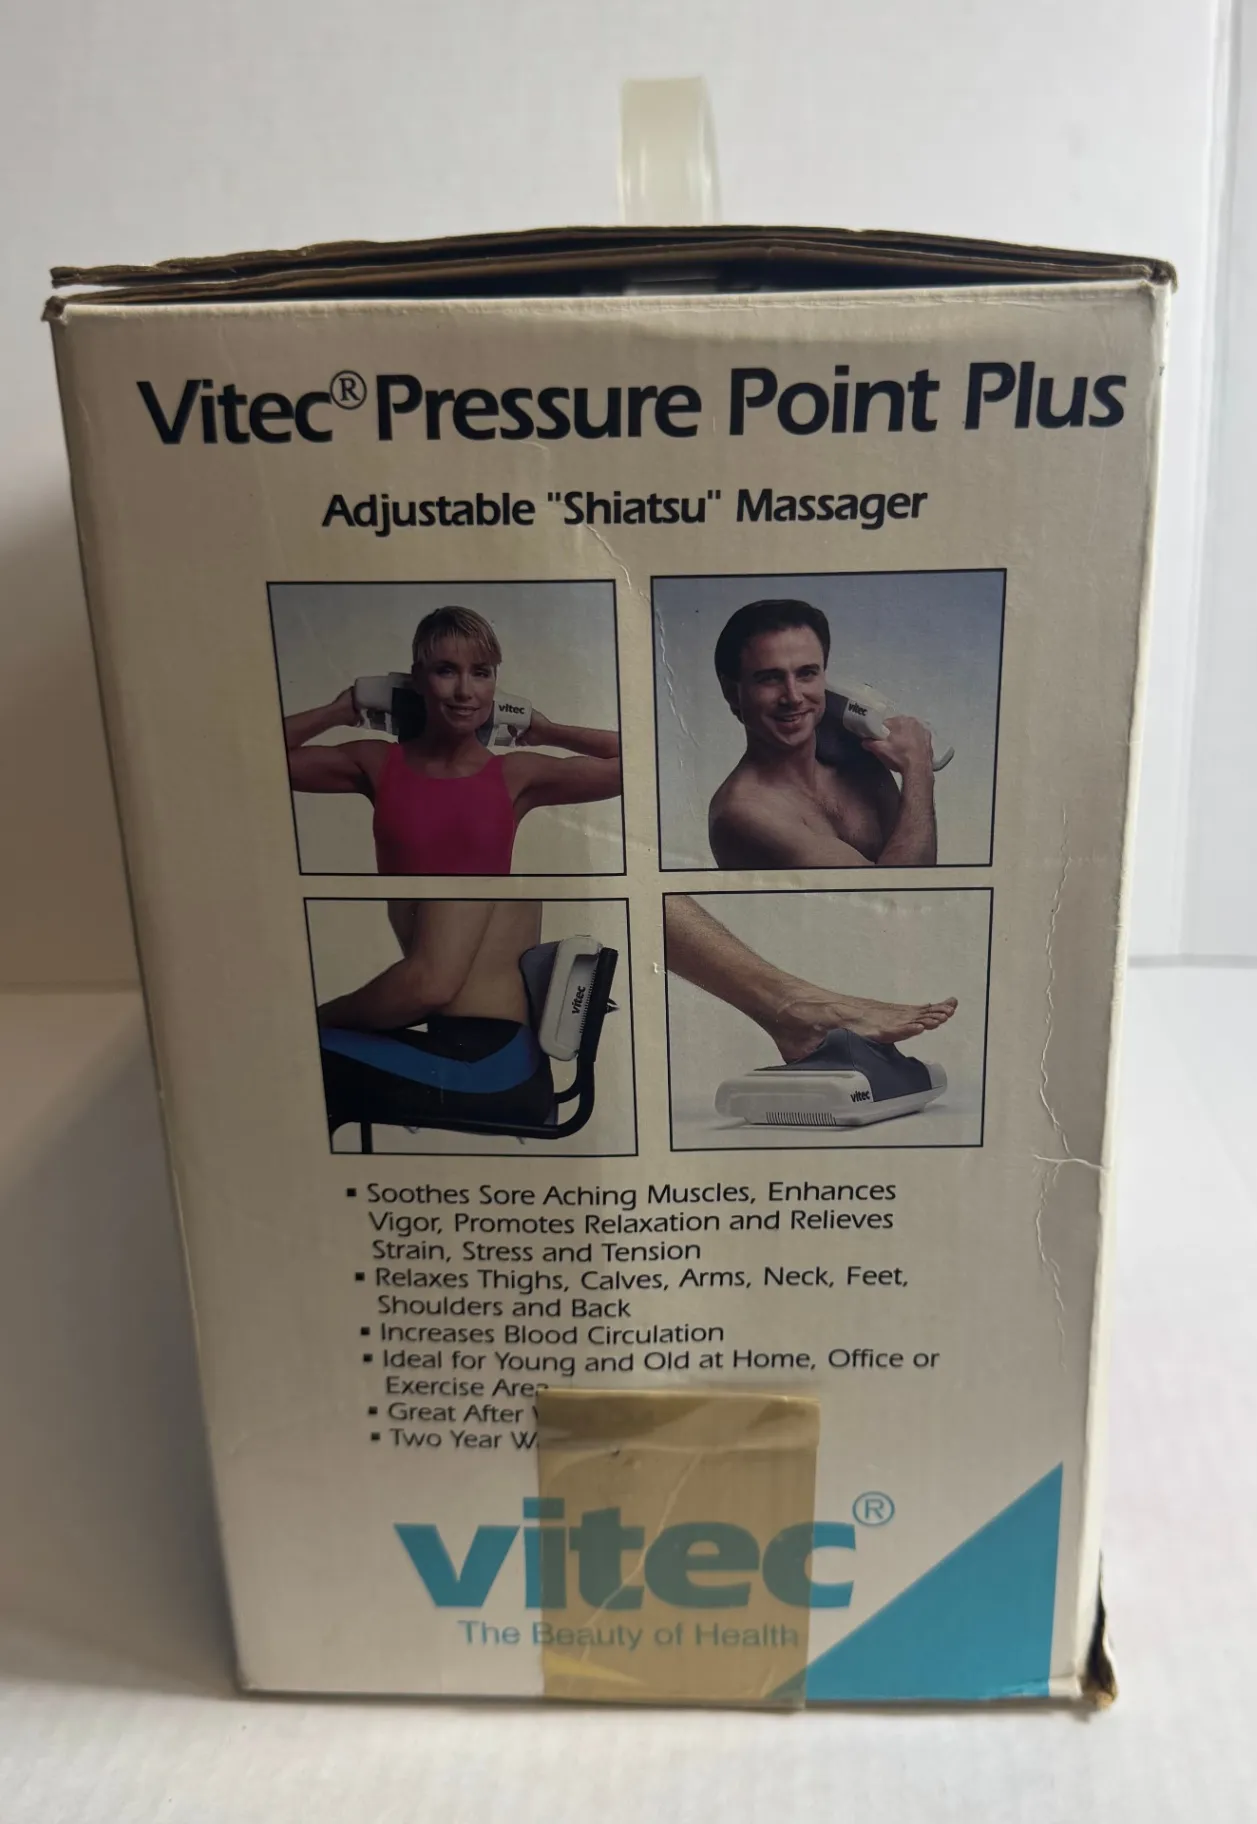 Vitec® Pressure Point Plus
Adjustable "Shiatsu" Massager
vitec
vitec
vitec
vitec
▪ Soothes Sore Aching Muscles, Enhances
Vigor, Promotes Relaxation and Relieves
Strain, Stress and Tension
▪ Relaxes Thighs, Calves, Arms, Neck, Feet,
Shoulders and Back
▪ Increases Blood Circulation
▪ Ideal for Young and Old at Home, Office or
Exercise Area
▪ Great After
▪ Two Year
vitec®
The Beauty of Health